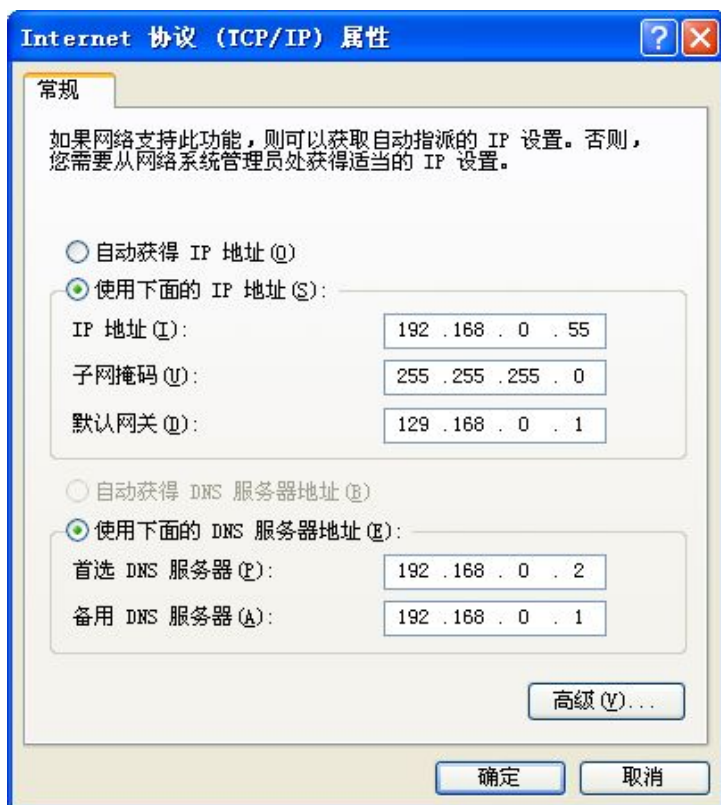 Internet 协议 (TCP/IP) 属性
常规
如果网络支持此功能，则可以获取自动指派的 IP 设置。否则，
您需要从网络系统管理员处获得适当的 IP 设置。
自动获得 IP 地址(O)
使用下面的 IP 地址(S):
IP 地址(I): 192 .168 . 0 . 55
子网掩码(U): 255 .255 .255 . 0
默认网关(D): 129 .168 . 0 . 1
自动获得 DNS 服务器地址(B)
使用下面的 DNS 服务器地址(E):
首选 DNS 服务器(P): 192 .168 . 0 . 2
备用 DNS 服务器(A): 192 .168 . 0 . 1
高级(V)...
确定 取消